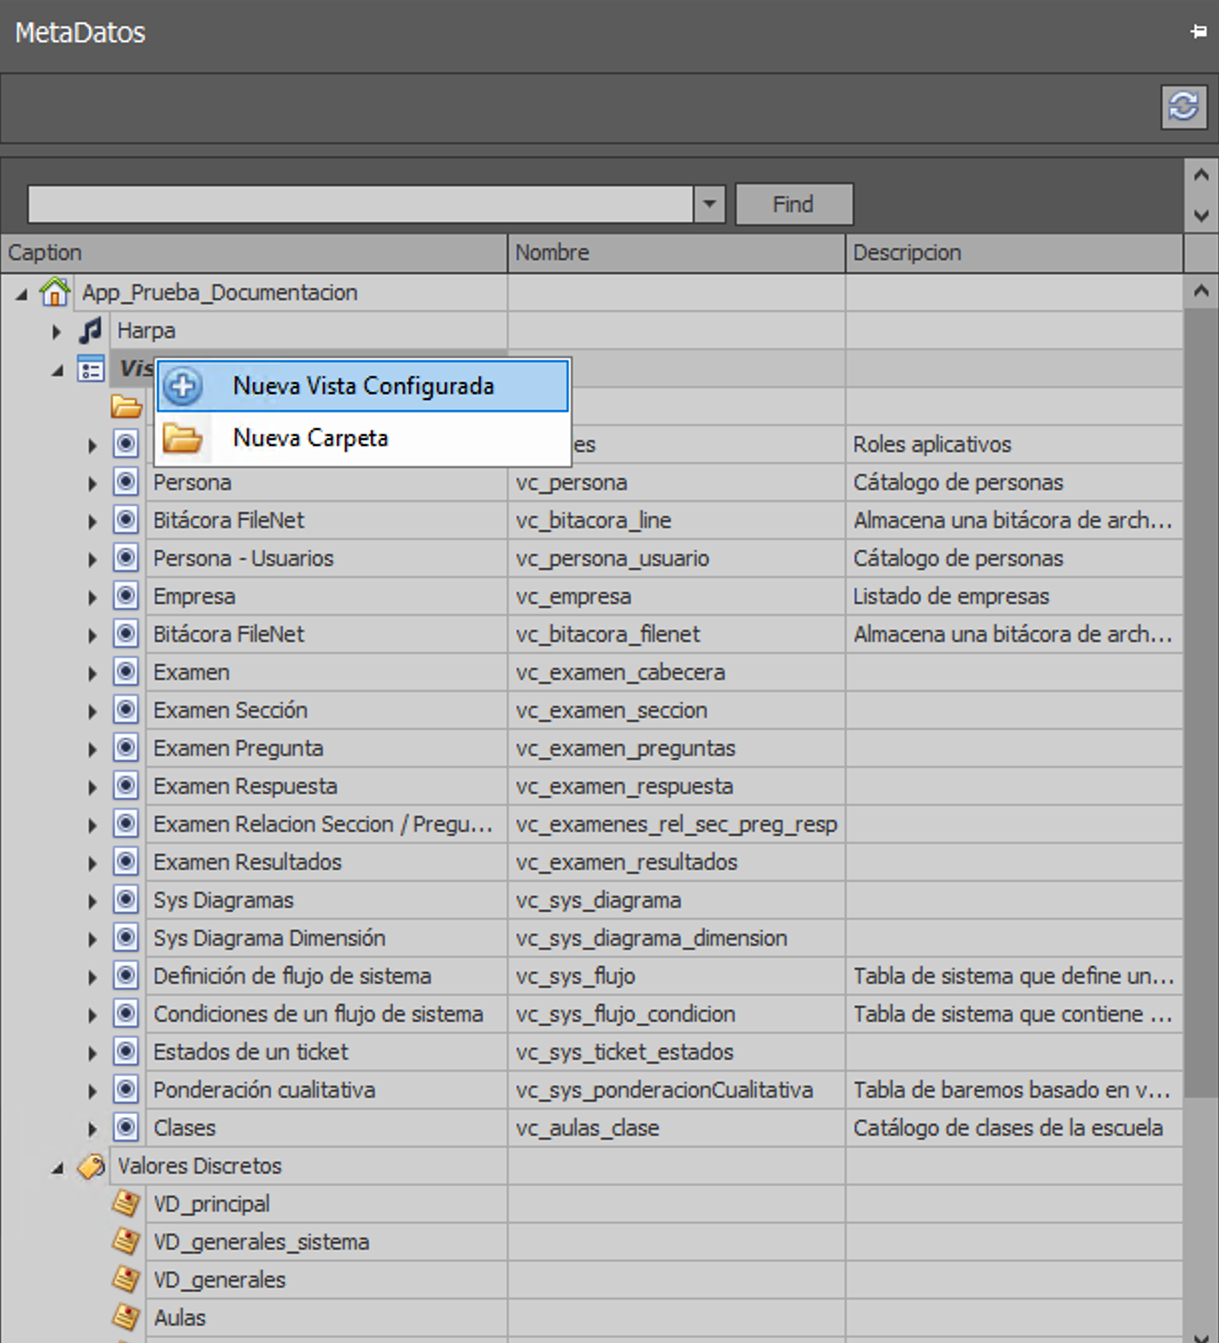 MetaDatos
Find
Caption Nombre Descripcion
App_Prueba_Documentacion
Harpa
Nueva Vista Configurada
Nueva Carpeta
Roles aplicativos
Persona vc_persona Cátalogo de personas
Bitácora FileNet vc_bitacora_line Almacena una bitácora de arch...
Persona - Usuarios vc_persona_usuario Cátalogo de personas
Empresa vc_empresa Listado de empresas
Bitácora FileNet vc_bitacora_filenet Almacena una bitácora de arch...
Examen vc_examen_cabecera
Examen Sección vc_examen_seccion
Examen Pregunta vc_examen_preguntas
Examen Respuesta vc_examen_respuesta
Examen Relacion Seccion / Pregu... vc_examenes_rel_sec_preg_resp
Examen Resultados vc_examen_resultados
Sys Diagramas vc_sys_diagrama
Sys Diagrama Dimensión vc_sys_diagrama_dimension
Definición de flujo de sistema vc_sys_flujo Tabla de sistema que define un...
Condiciones de un flujo de sistema vc_sys_flujo_condicion Tabla de sistema que contiene ...
Estados de un ticket vc_sys_ticket_estados
Ponderación cualitativa vc_sys_ponderacionCualitativa Tabla de baremos basado en v...
Clases vc_aulas_clase Catálogo de clases de la escuela
Valores Discretos
VD_principal
VD_generales_sistema
VD_generales
Aulas